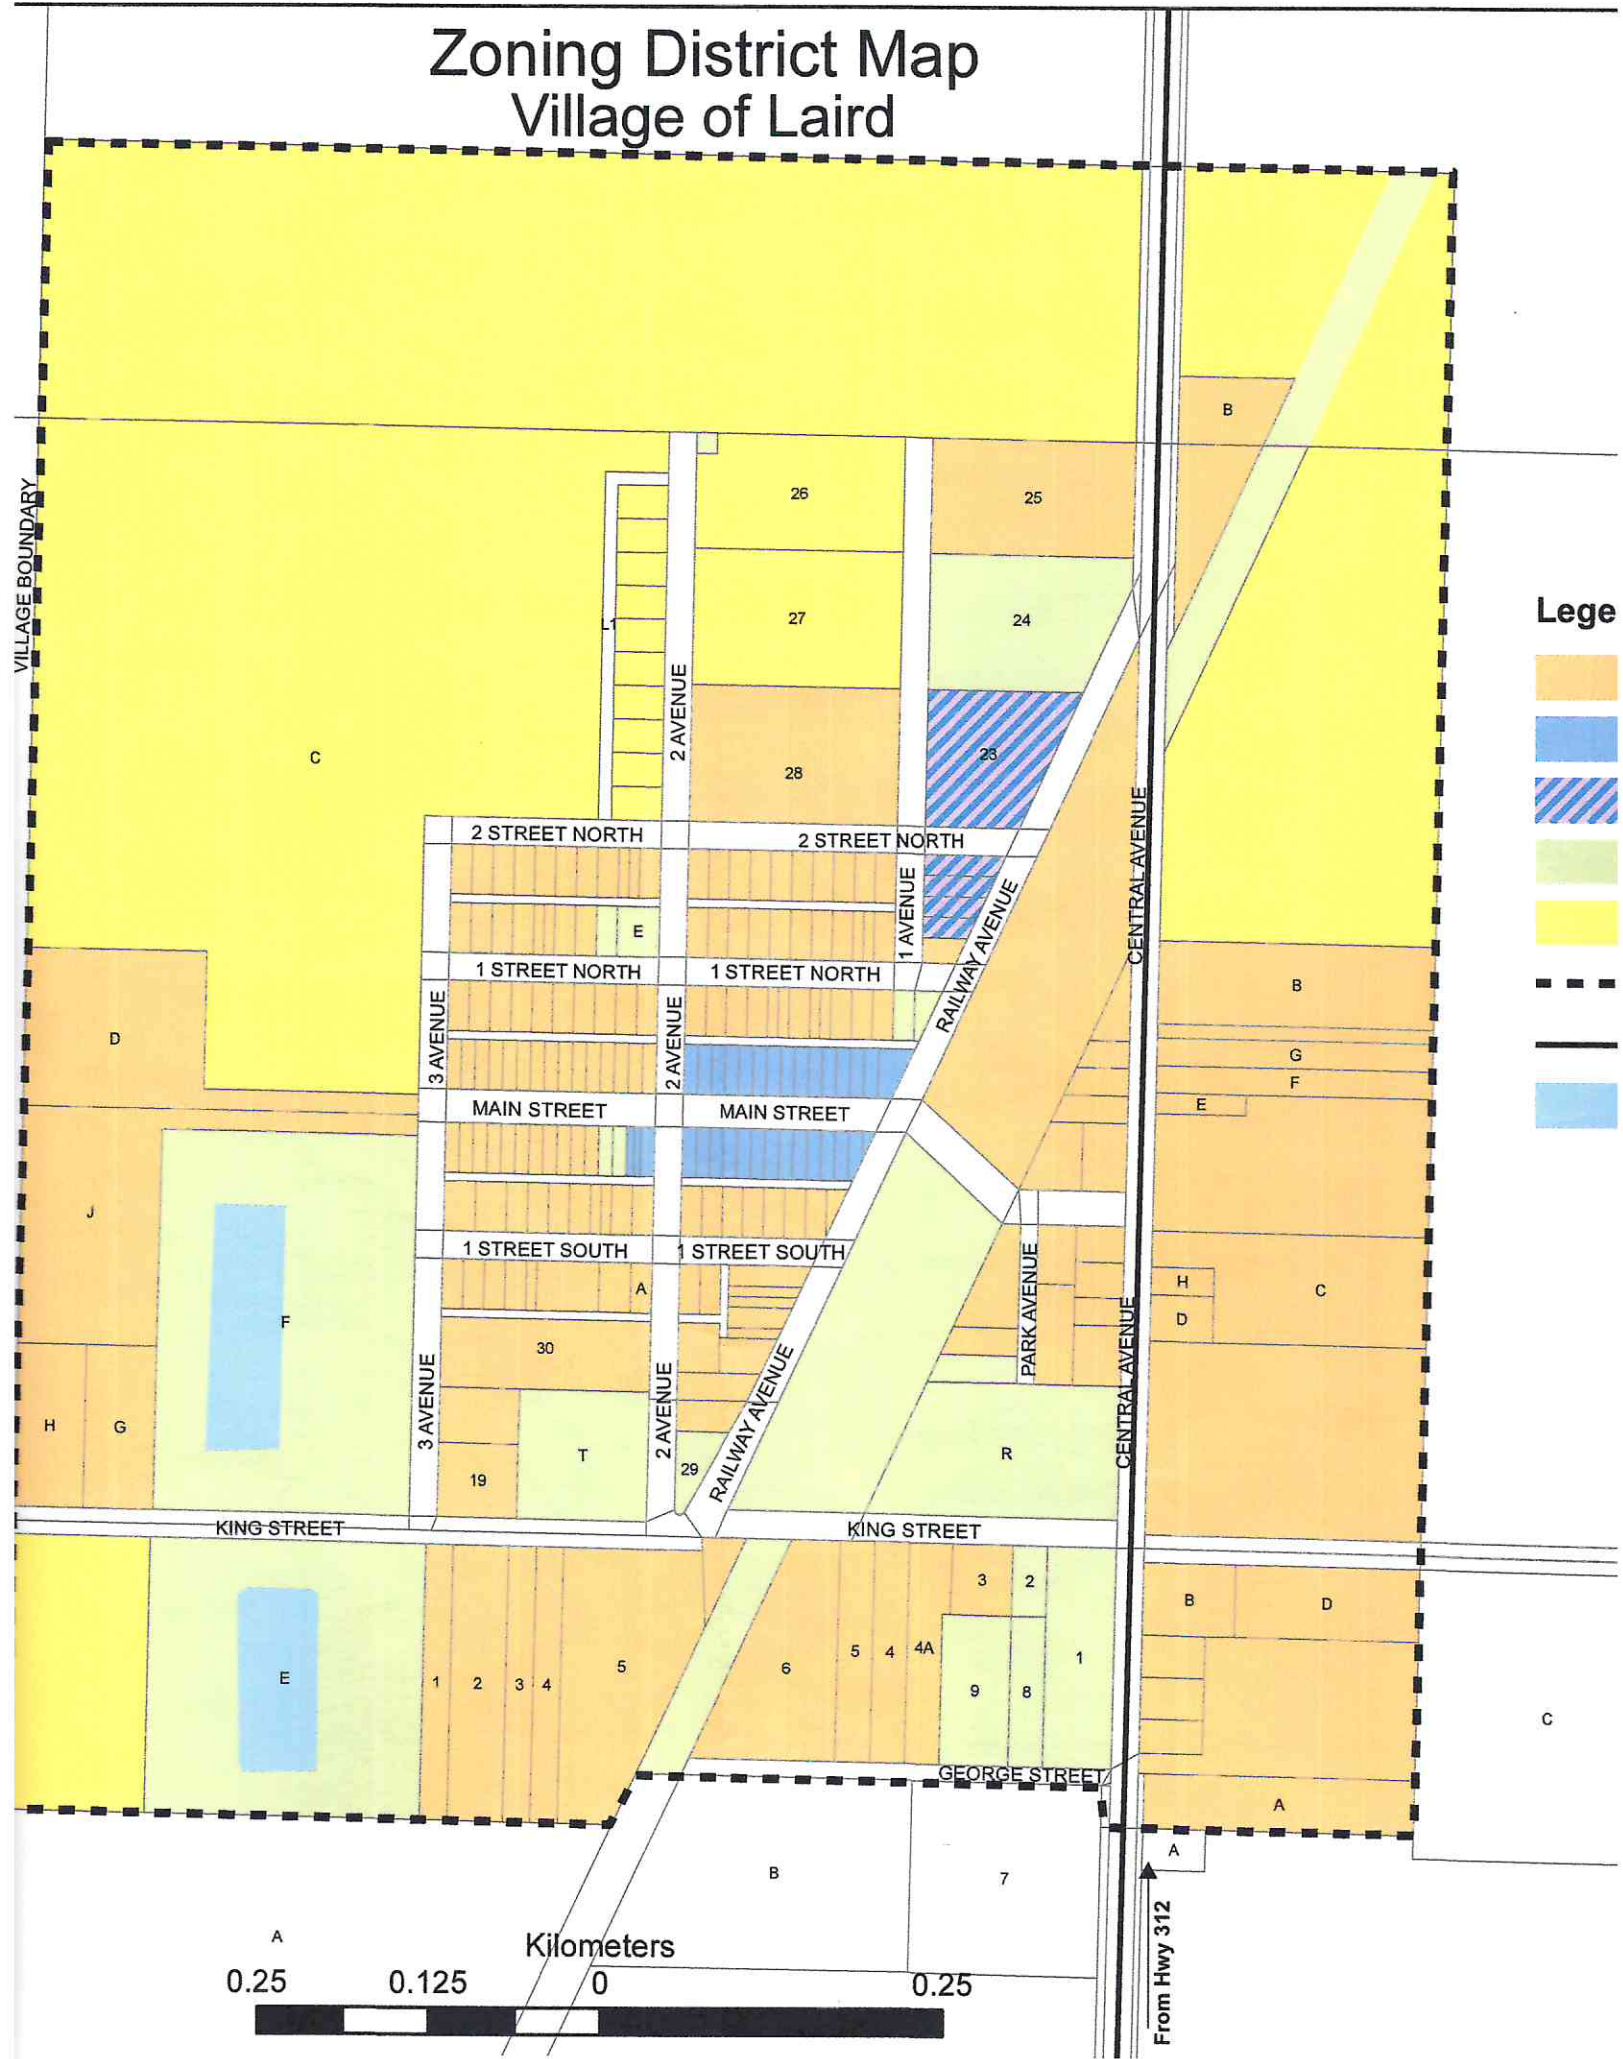 Zoning District Map
Village of Laird
B
26
25
VILLAGE BOUNDARY
27
24
L1
Lege
2 AVENUE
C
28
23
2 STREET NORTH
2 STREET NORTH
CENTRAL AVENUE
1 AVENUE
RAILWAY AVENUE
E
1 STREET NORTH
1 STREET NORTH
B
3 AVENUE
2 AVENUE
D
G
F
E
MAIN STREET
MAIN STREET
J
1 STREET SOUTH
1 STREET SOUTH
PARK AVENUE
H
C
A
D
F
30
CENTRAL AVENUE
3 AVENUE
2 AVENUE
RAILWAY AVENUE
H
G
T
R
19
29
KING STREET
KING STREET
3
2
B
D
E
1
2
3
4
5
6
5
4
4A
9
8
1
C
GEORGE STREET
A
A
B
7
From Hwy 312
A
Kilometers
0.25
0.125
0
0.25